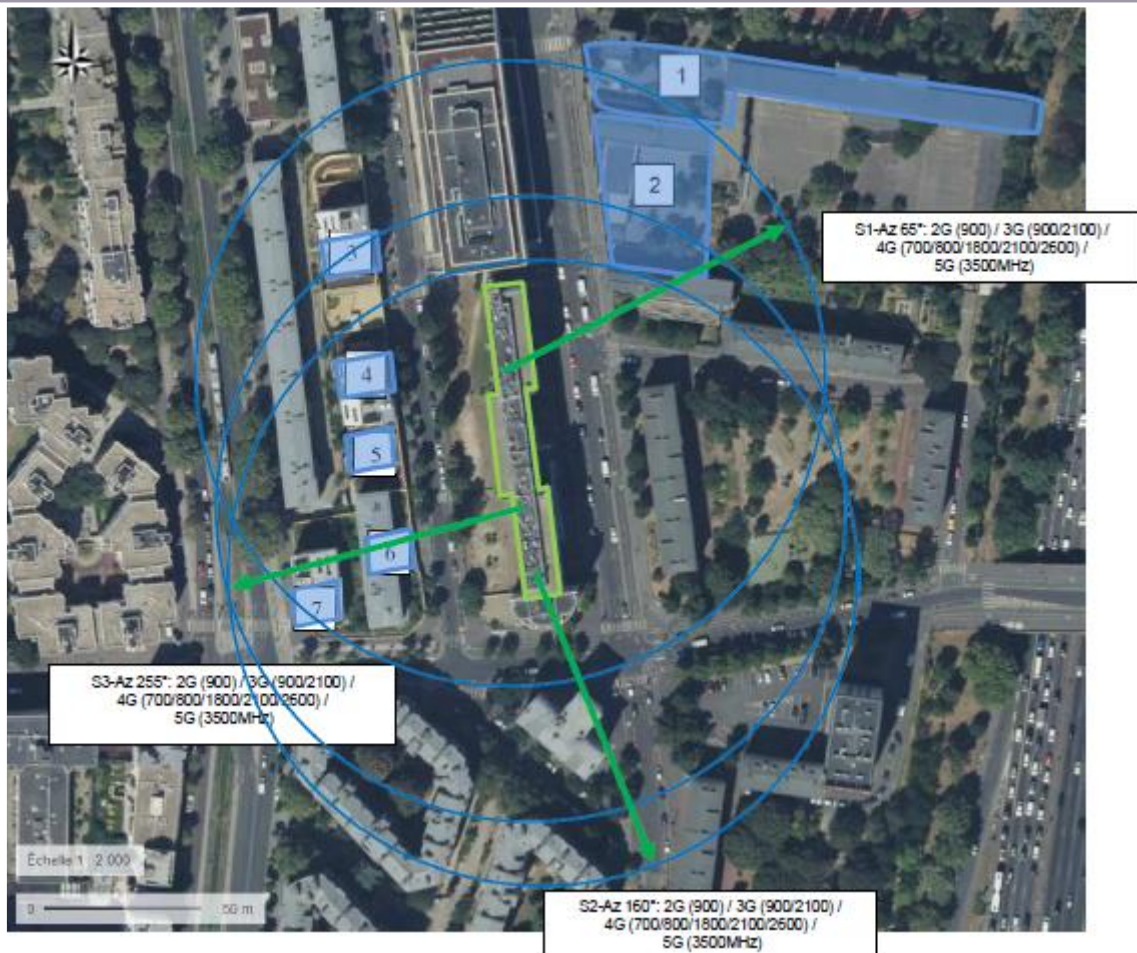 1
2
S1-Az 65°: 2G (900) / 3G (900/2100) /
4G (700/800/1800/2100/2600) /
5G (3500MHz)
3
4
5
6
7
S3-Az 255°: 2G (900) / 3G (900/2100) /
4G (700/800/1800/2100/2600) /
5G (3500MHz)
Échelle 1 : 2 000
0 50 m
S2-Az 160°: 2G (900) / 3G (900/2100) /
4G (700/800/1800/2100/2600) /
5G (3500MHz)